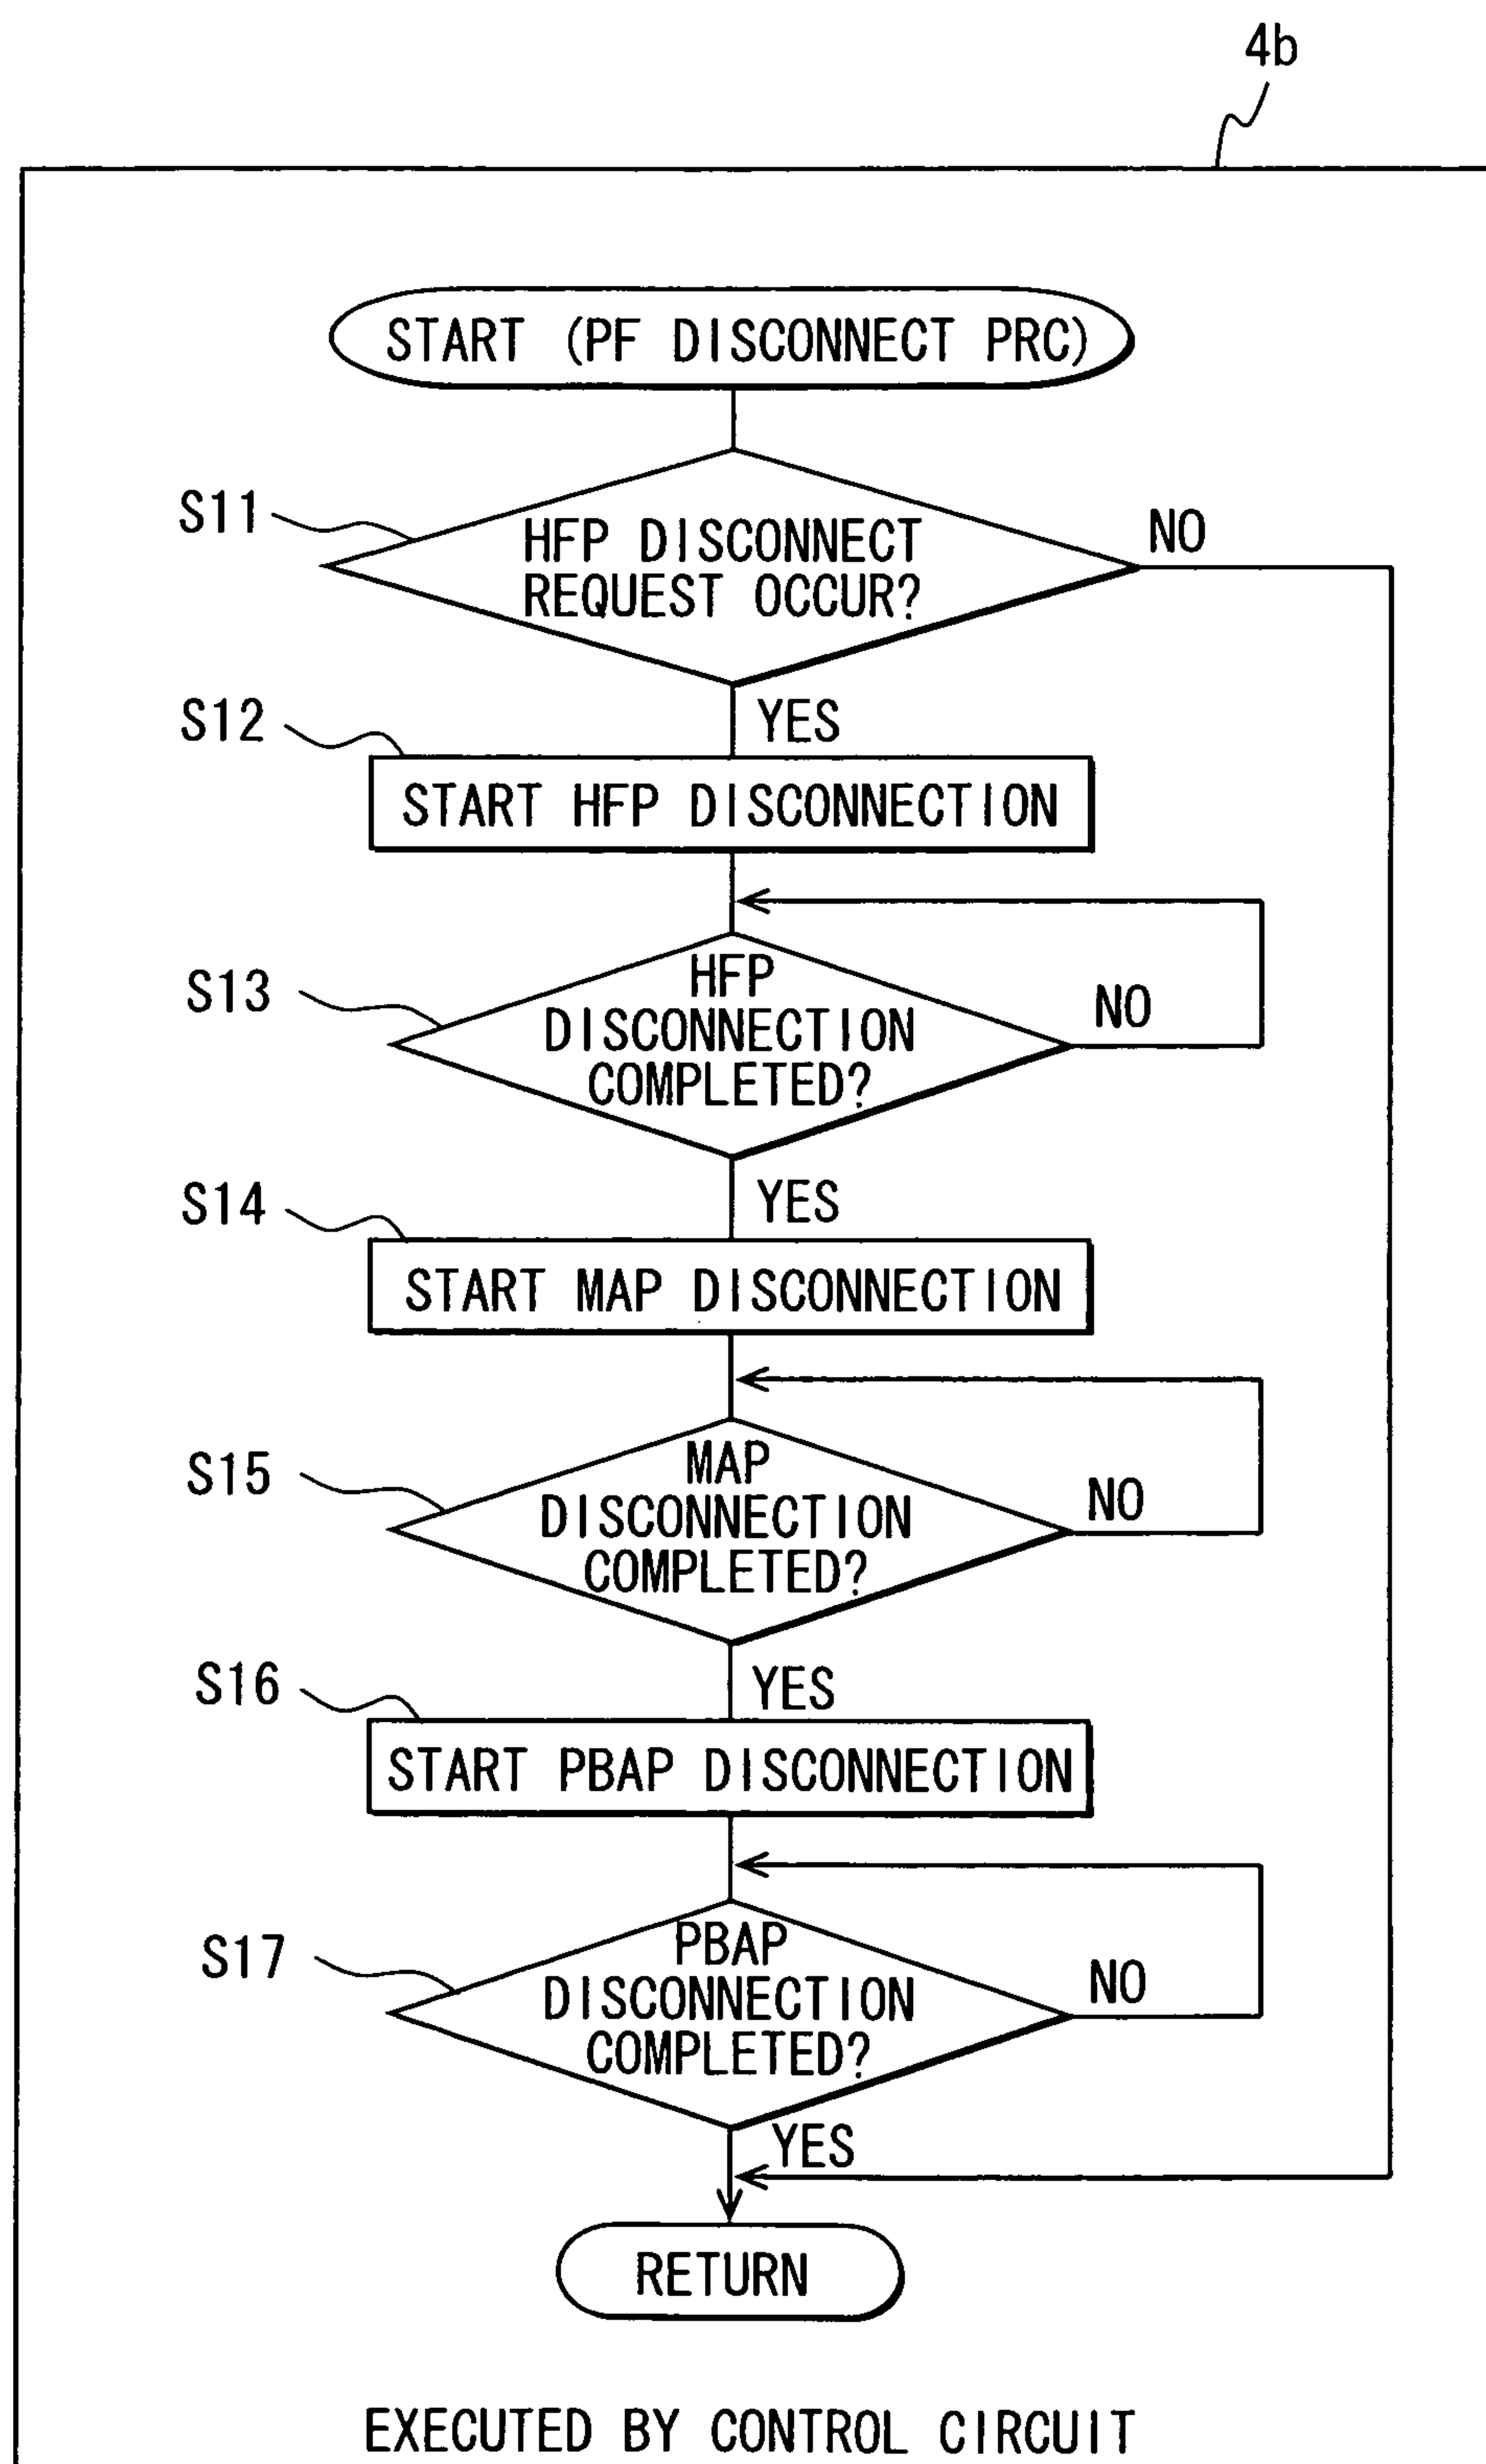 4b
START (PF DISCONNECT PRC)
S11
HFP DISCONNECT
REQUEST OCCUR?
NO
YES
S12
START HFP DISCONNECTION
S13
HFP
DISCONNECTION
COMPLETED?
NO
YES
S14
START MAP DISCONNECTION
S15
MAP
DISCONNECTION
COMPLETED?
NO
YES
S16
START PBAP DISCONNECTION
S17
PBAP
DISCONNECTION
COMPLETED?
NO
YES
RETURN
EXECUTED BY CONTROL CIRCUIT